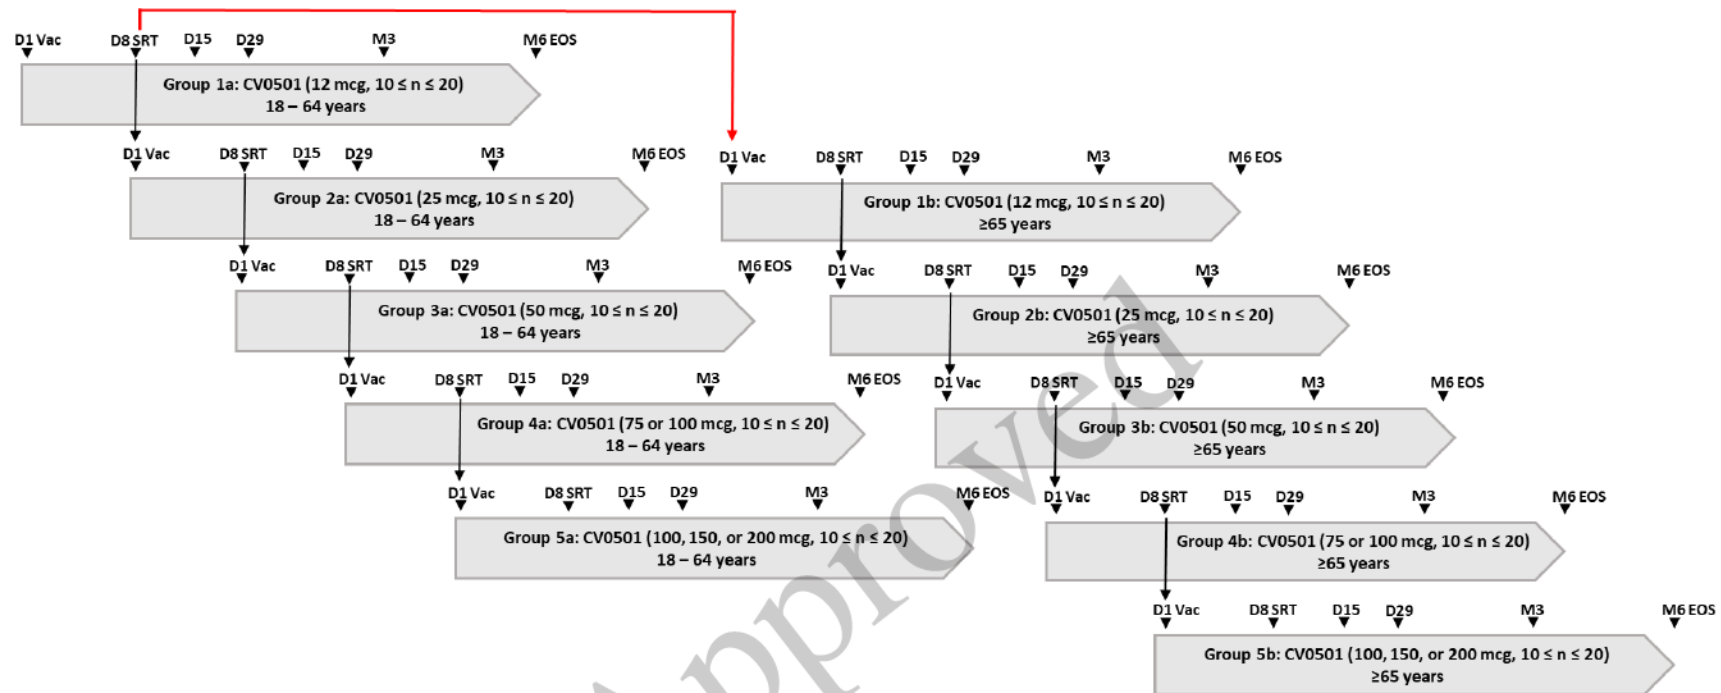 D1 Vac D8 SRT D15 D29 M3 M6 EOS
Group 1a: CV0501 (12 mcg, 10 ≤ n ≤ 20)
18 – 64 years
D1 Vac D8 SRT D15 D29 M3 M6 EOS
Group 2a: CV0501 (25 mcg, 10 ≤ n ≤ 20)
18 – 64 years
D1 Vac D8 SRT D15 D29 M3 M6 EOS
Group 3a: CV0501 (50 mcg, 10 ≤ n ≤ 20)
18 – 64 years
D1 Vac D8 SRT D15 D29 M3 M6 EOS
Group 4a: CV0501 (75 or 100 mcg, 10 ≤ n ≤ 20)
18 – 64 years
D1 Vac D8 SRT D15 D29 M3 M6 EOS
Group 5a: CV0501 (100, 150, or 200 mcg, 10 ≤ n ≤ 20)
18 – 64 years
D1 Vac D8 SRT D15 D29 M3 M6 EOS
Group 1b: CV0501 (12 mcg, 10 ≤ n ≤ 20)
≥65 years
D1 Vac D8 SRT D15 D29 M3 M6 EOS
Group 2b: CV0501 (25 mcg, 10 ≤ n ≤ 20)
≥65 years
D1 Vac D8 SRT D15 D29 M3 M6 EOS
Group 3b: CV0501 (50 mcg, 10 ≤ n ≤ 20)
≥65 years
D1 Vac D8 SRT D15 D29 M3 M6 EOS
Group 4b: CV0501 (75 or 100 mcg, 10 ≤ n ≤ 20)
≥65 years
D1 Vac D8 SRT D15 D29 M3 M6 EOS
Group 5b: CV0501 (100, 150, or 200 mcg, 10 ≤ n ≤ 20)
≥65 years
Approved